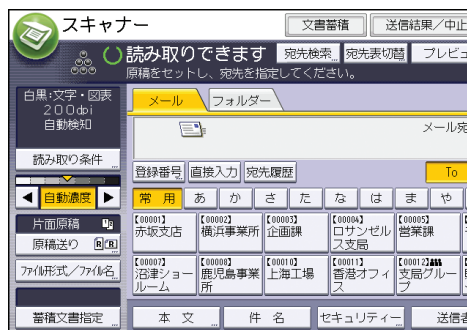 スキャナー
文書蓄積
送信結果/中止
読み取りできます
宛先検索
宛先表切替
プレビュ
原稿をセットし、宛先を指定してください。
白黒:文字・図表
200dpi
自動検知
読み取り条件
自動濃度
片面原稿
原稿送り
ファイル形式/ファイル名
蓄積文書指定
メール
フォルダー
メール宛
登録番号
直接入力
宛先履歴
To
常用
あ
か
さ
た
な
は
ま
や
【00001】
赤坂支店
【00002】
横浜事業所
【00003】
企画課
【00004】
ロサンゼル
ス支局
【00005】
営業課
【00007】
沼津ショー
ルーム
【00008】
鹿児島事業
所
【00010】
上海工場
【00011】
香港オフィ
ス
【00012】
支局グルー
プ
本文
件名
セキュリティー
送信者